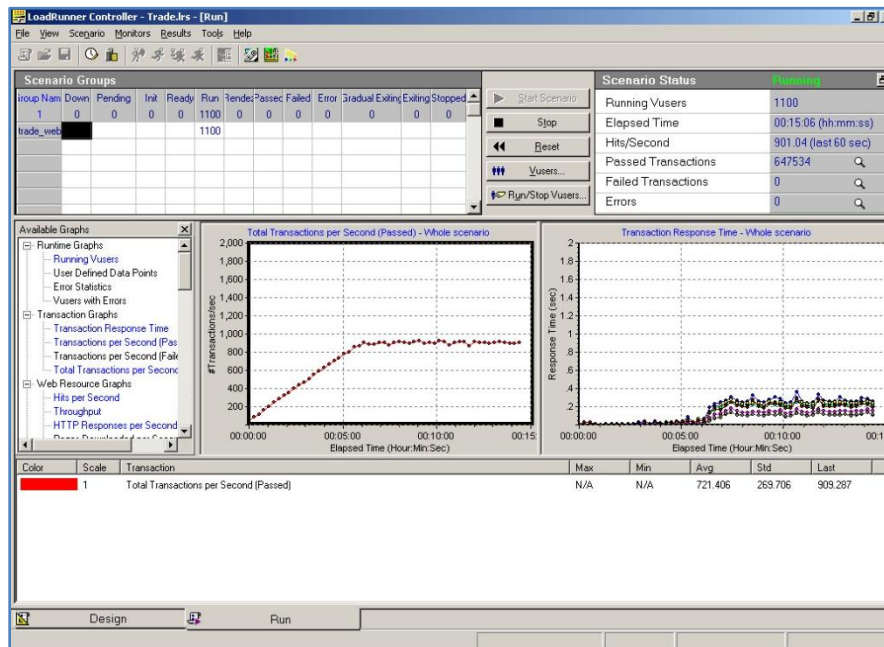 LoadRunner Controller - Trade.lrs - [Run]
File View Scenario Monitors Results Tools Help
Scenario Groups
Group Nam Down Pending Init Ready Run Rendez Passed Failed Error Gradual Exiting Exiting Stopped
1 0 0 0 0 1100 0 0 0 0 0 0 0
trade_web 1100
Start Scenario
Stop
Reset
Vusers...
Run/Stop Vusers...
Scenario Status Running
Running Vusers 1100
Elapsed Time 00:15:06 (hh:mm:ss)
Hits/Second 901.04 (last 60 sec)
Passed Transactions 647534
Failed Transactions 0
Errors 0
Available Graphs
Runtime Graphs
Running Vusers
User Defined Data Points
Error Statistics
Vusers with Errors
Transaction Graphs
Transaction Response Time
Transactions per Second (Pas
Transactions per Second (Faile
Total Transactions per Second
Web Resource Graphs
Hits per Second
Throughput
HTTP Responses per Second
Total Transactions per Second (Passed) - Whole scenario
#Transactions/sec
2,000
1,800
1,600
1,400
1,200
1,000
800
600
400
200
00:00:00 00:05:00 00:10:00 00:15:
Elapsed Time (Hour:Min:Sec)
Transaction Response Time - Whole scenario
Response Time (sec)
2
1.8
1.6
1.4
1.2
1
.8
.6
.4
.2
00:00:00 00:05:00 00:10:00 00:1
Elapsed Time (Hour:Min:Sec)
Color Scale Transaction Max Min Avg Std Last
1 Total Transactions per Second (Passed) N/A N/A 721.406 269.706 909.287
Design Run